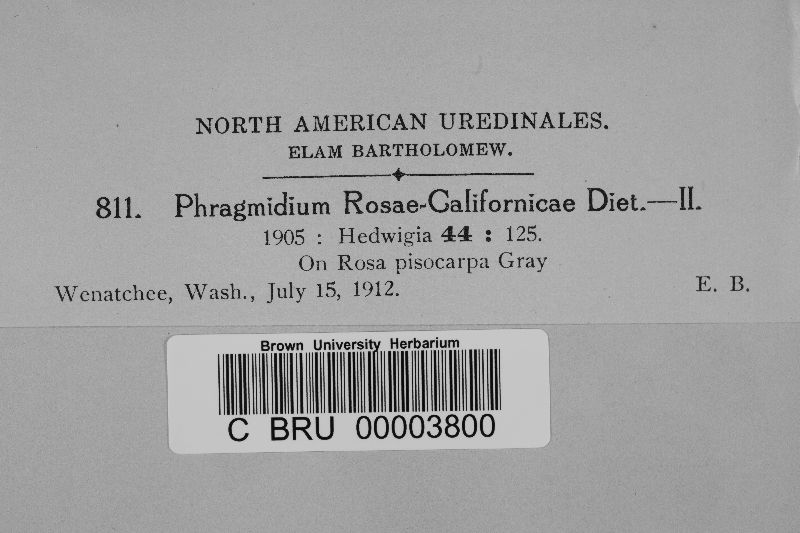 NORTH AMERICAN UREDINALES.
ELAM BARTHOLOMEW.
811. Phragmidium Rosae-Californicae Diet.—II.
1905 : Hedwigia 44 : 125.
On Rosa pisocarpa Gray
Wenatchee, Wash., July 15, 1912. E. B.
Brown University Herbarium
C BRU 00003800